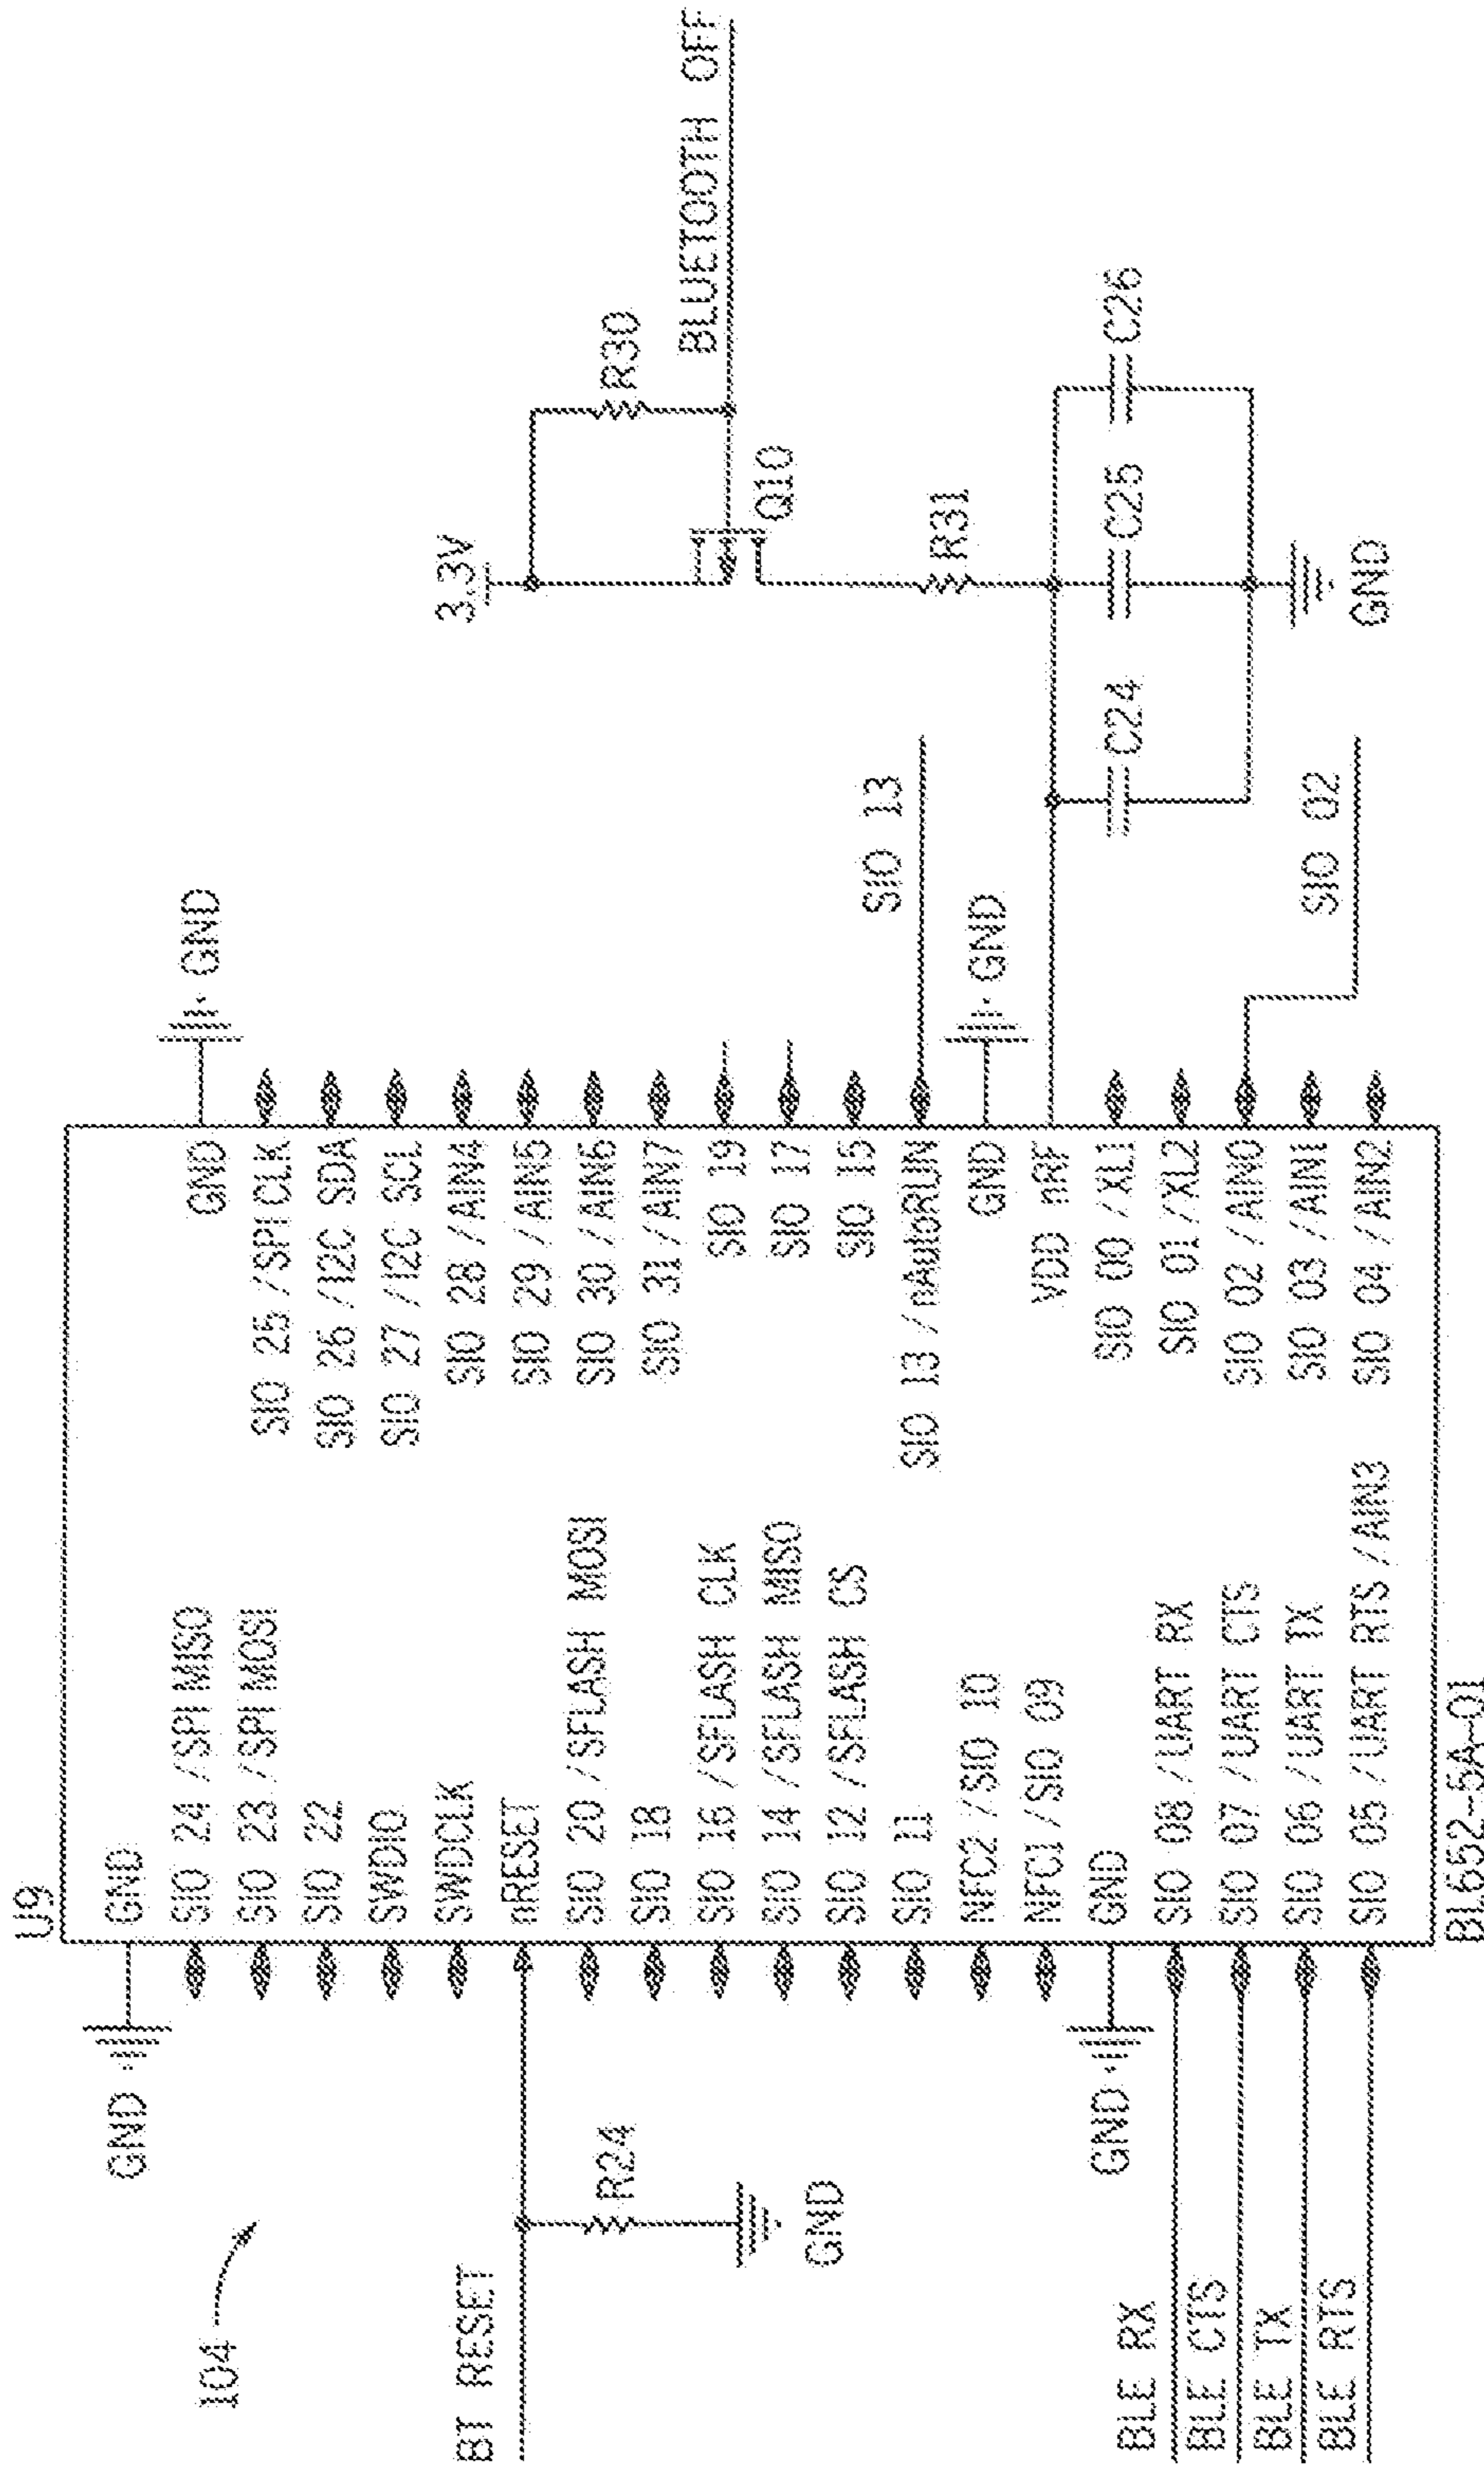 104
U9
GND
GND
SIO 24 / SPI MISO
SIO 23 / SPI MOSI
SIO 22
SWDIO
SWDCLK
BT RESET
nRESET
R24
GND
SIO 20 / SFLASH MOSI
SIO 18
SIO 16 / SFLASH CLK
SIO 14 / SFLASH MISO
SIO 12 / SFLASH CS
SIO 11
NFC2 / SIO 10
NFC1 / SIO 09
GND
GND
BLE RX
SIO 08 / UART RX
BLE CTS
SIO 07 / UART CTS
BLE TX
SIO 06 / UART TX
BLE RTS
SIO 05 / UART RTS / AIN3
BL652-SA-01
GND
GND
SIO 25 / SPI CLK
SIO 26 / I2C SDA
SIO 27 / I2C SCL
SIO 28 / AIN4
SIO 29 / AIN5
SIO 30 / AIN6
SIO 31 / AIN7
SIO 19
SIO 17
SIO 15
SIO 13 / nAutoRUN
SIO 13
GND
GND
VDD nRF
SIO 00 / XL1
SIO 01 / XL2
SIO 02 / AIN0
SIO 02
SIO 03 / AIN1
SIO 04 / AIN2
3.3V
R30
BLUETOOTH OFF
Q10
R31
C24
C25
C26
GND